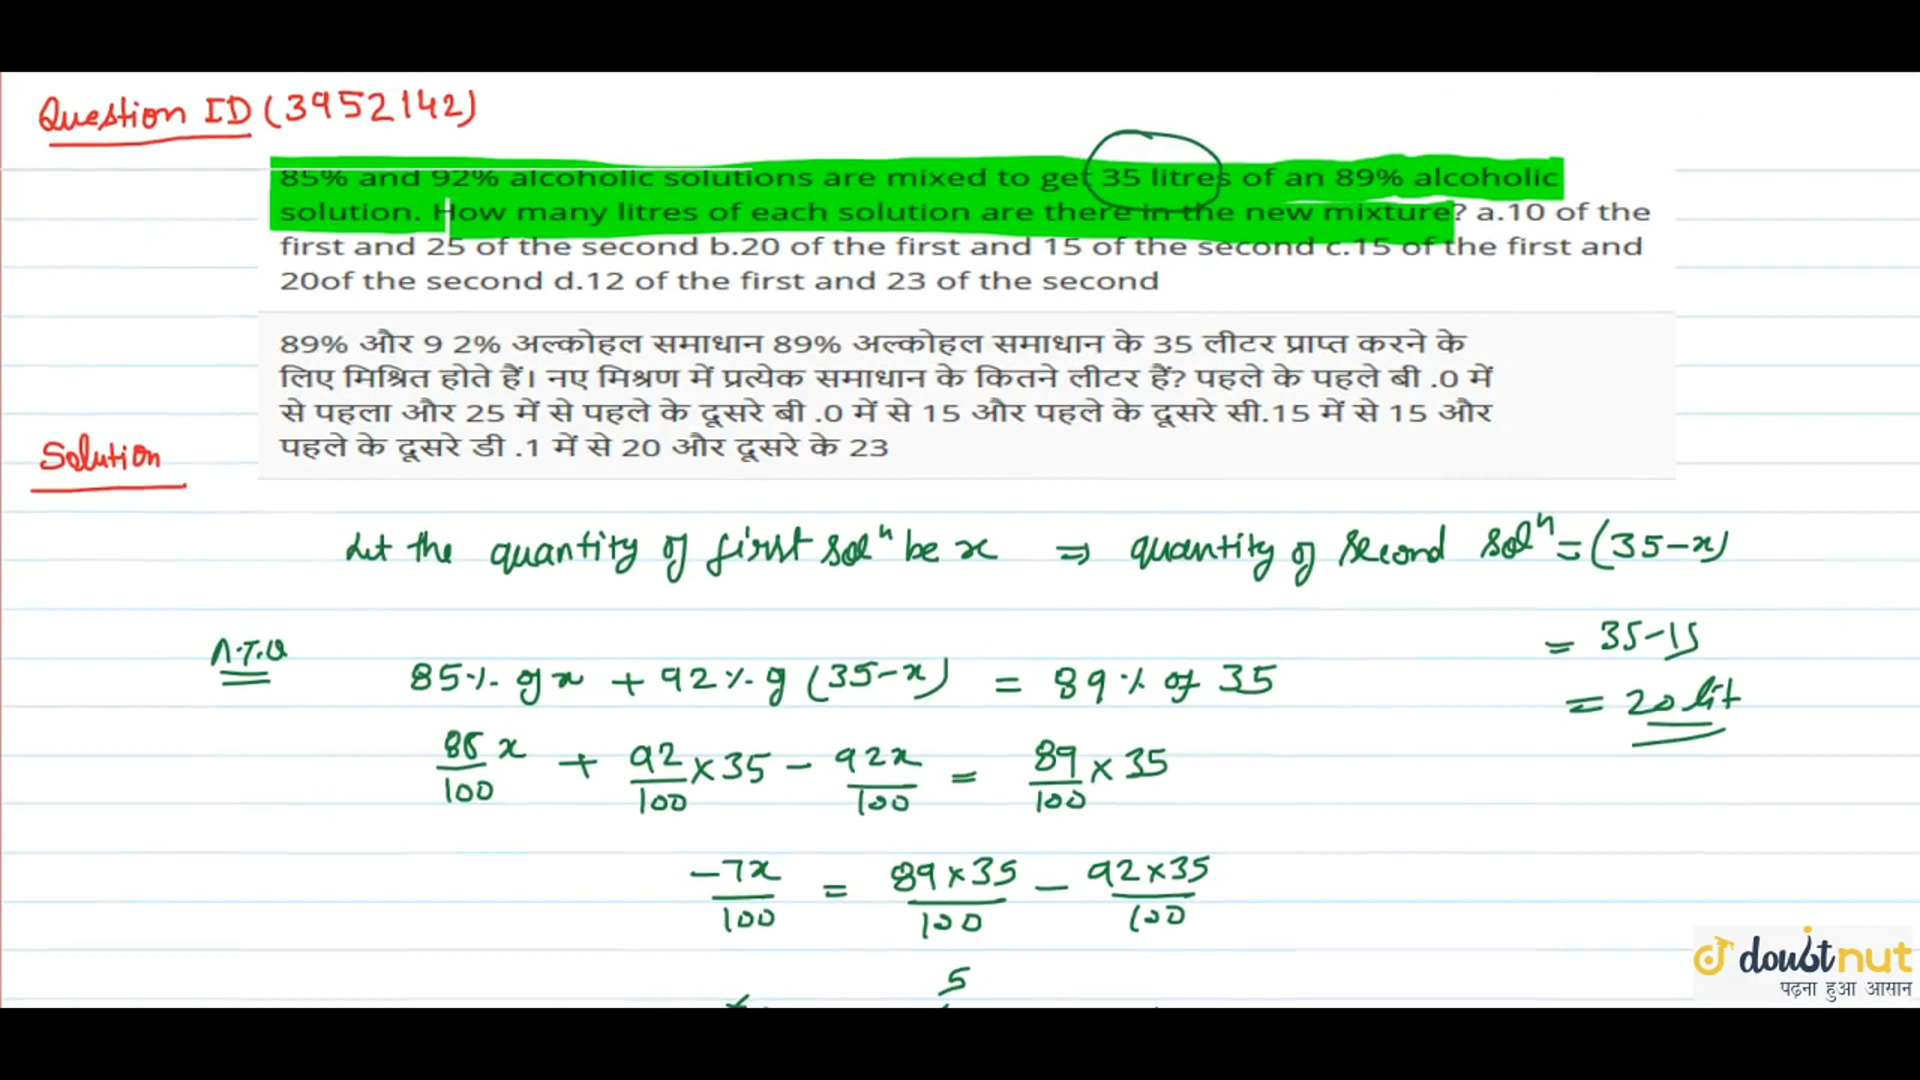 Question ID (3952142)
85% and 92% alcoholic solutions are mixed to get 35 litres of an 89% alcoholic
solution. How many litres of each solution are there in the new mixture? a.10 of the
first and 25 of the second b.20 of the first and 15 of the second c.15 of the first and
20of the second d.12 of the first and 23 of the second
89% और 9 2% अल्कोहल समाधान 89% अल्कोहल समाधान के 35 लीटर प्राप्त करने के
लिए मिश्रित होते हैं। नए मिश्रण में प्रत्येक समाधान के कितने लीटर हैं? पहले के पहले बी .0 में
से पहला और 25 में से पहले के दूसरे बी .0 में से 15 और पहले के दूसरे सी.15 में से 15 और
पहले के दूसरे डी .1 में से 20 और दूसरे के 23
Solution
Let the quantity of first solⁿ be x ⇒ quantity of second solⁿ = (35-x)
= 35-15
= 20 lit
A.T.Q
85% of x + 92% of (35-x) = 89% of 35
85/100 x + 92/100 × 35 - 92x/100 = 89/100 × 35
-7x/100 = 89×35/100 - 92×35/100
5
doubtnut
पढ़ना हुआ आसान